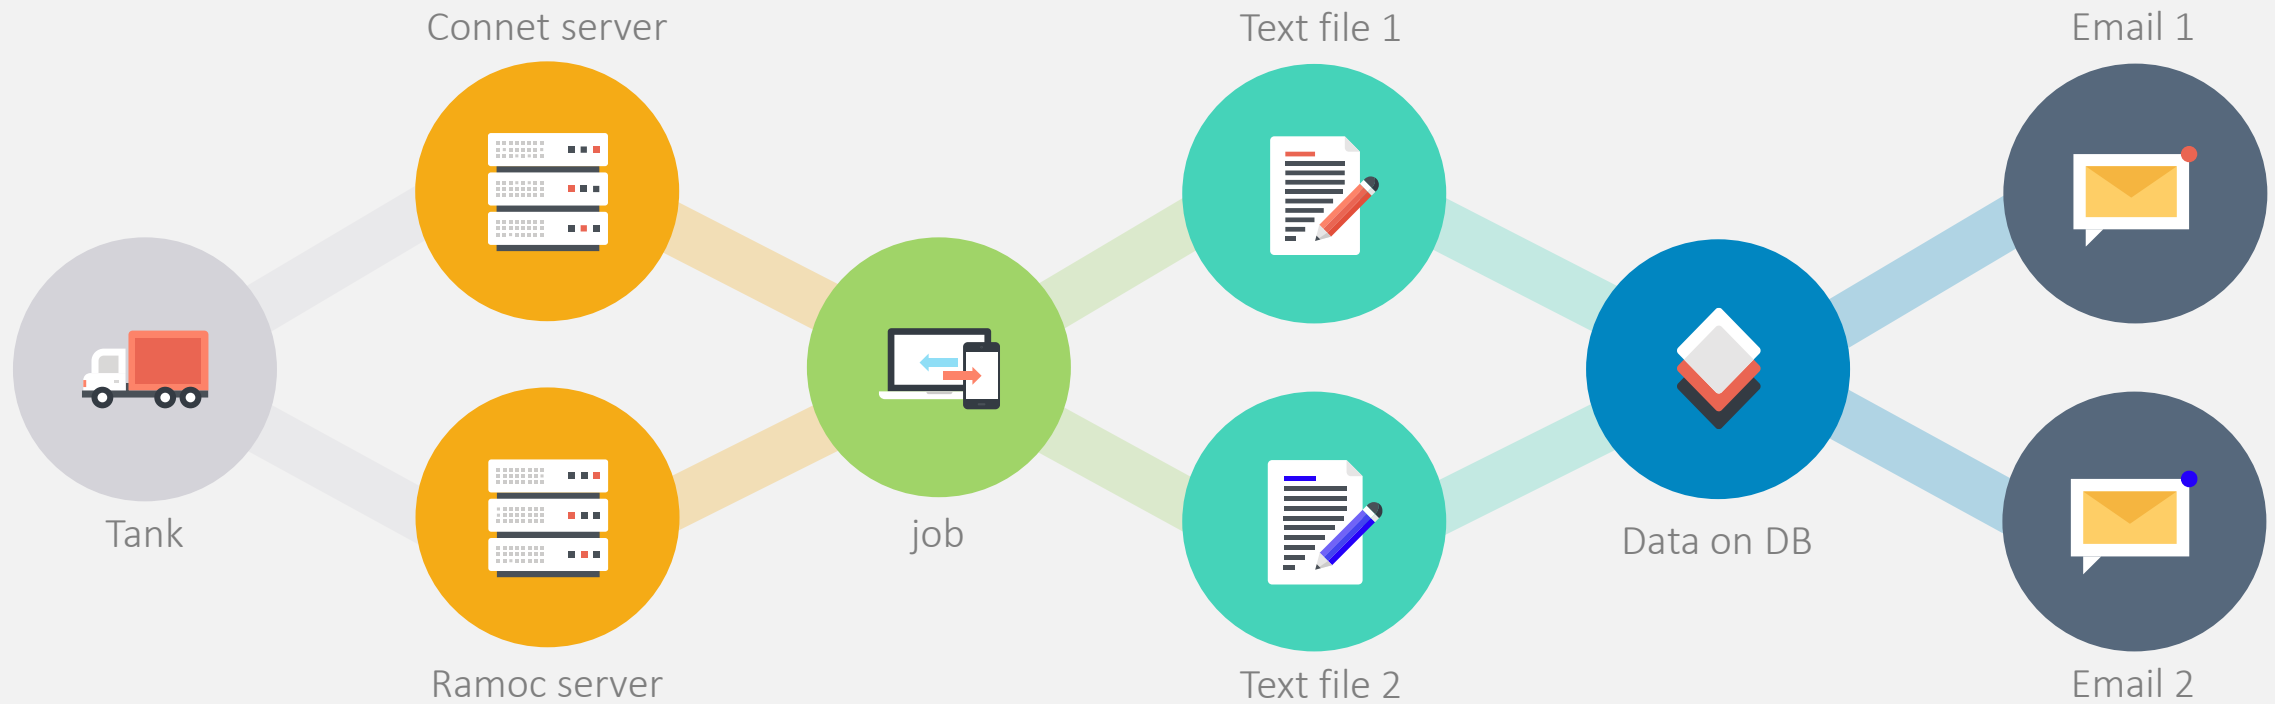 Connet server
Text file 1
Email 1
Tank
job
Data on DB
Ramoc server
Text file 2
Email 2